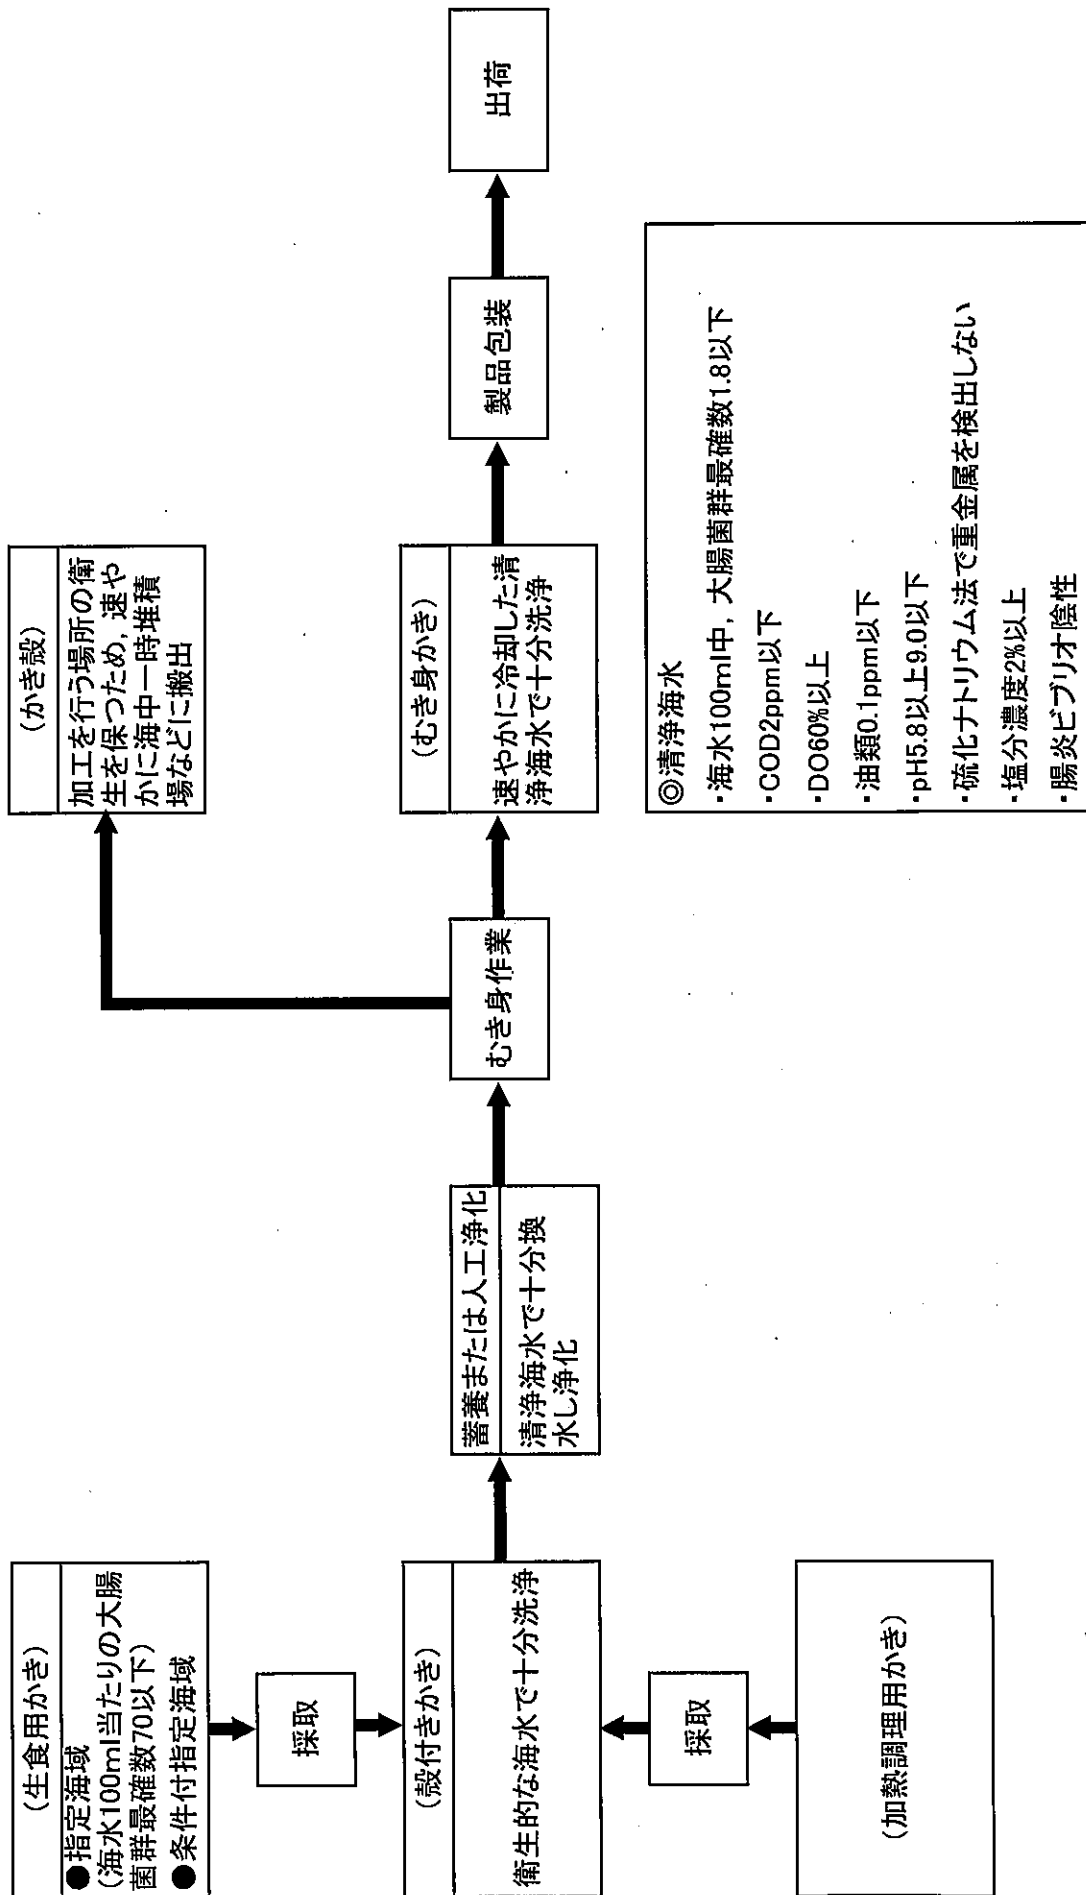 (生食用かき)
●指定海域
(海水100ml当たりの大腸
菌群最確数70以下)
●条件付指定海域
採取
(殻付きかき)
衛生的な海水で十分洗浄
採取
(加熱調理用かき)
蓄養または人工浄化
清浄海水で十分換
水し浄化
むき身作業
(かき殻)
加工を行う場所の衛
生を保つため,速や
かに海中一時堆積
場などに搬出
(むき身かき)
速やかに冷却した清
浄海水で十分洗浄
製品包装
出荷
◎清浄海水
・海水100ml中,大腸菌群最確数1.8以下
・COD2ppm以下
・DO60%以上
・油類0.1ppm以下
・pH5.8以上9.0以下
・硫化ナトリウム法で重金属を検出しない
・塩分濃度2%以上
・腸炎ビブリオ陰性